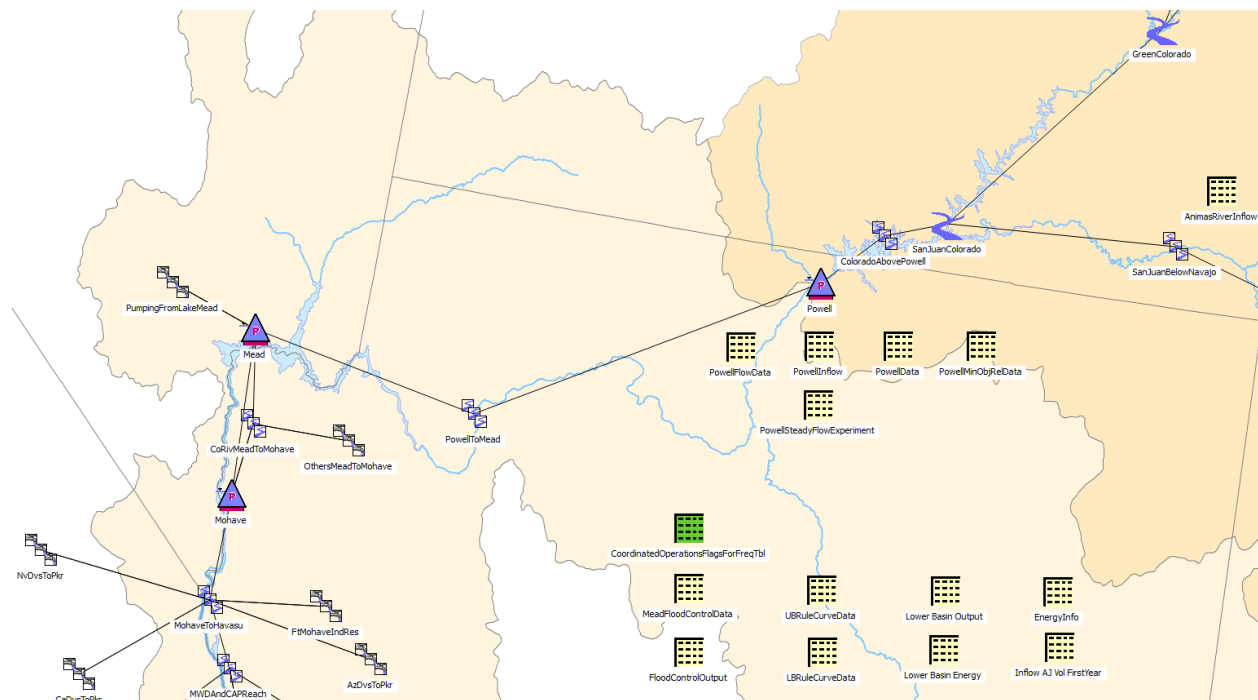 GreenColorado
AnimasRiverInflow
SanJuanColorado
ColoradoAbovePowell
SanJuanBelowNavajo
PumpingFromLakeMead
P
Powell
P
Mead
PowellFlowData
PowellInflow
PowellData
PowellMinObjRelData
PowellSteadyFlowExperiment
PowellToMead
CoRivMeadToMohave
OthersMeadToMohave
P
Mohave
CoordinatedOperationsFlagsForFreqTbl
NvDvsToPkr
MohaveToHavasu
FtMohaveIndRes
MeadFloodControlData
UBRuleCurveData
Lower Basin Output
EnergyInfo
AzDvsToPkr
FloodControlOutput
LBRuleCurveData
Lower Basin Energy
Inflow AJ Vol FirstYear
MWDAndCAPReach
CaDvsToPkr